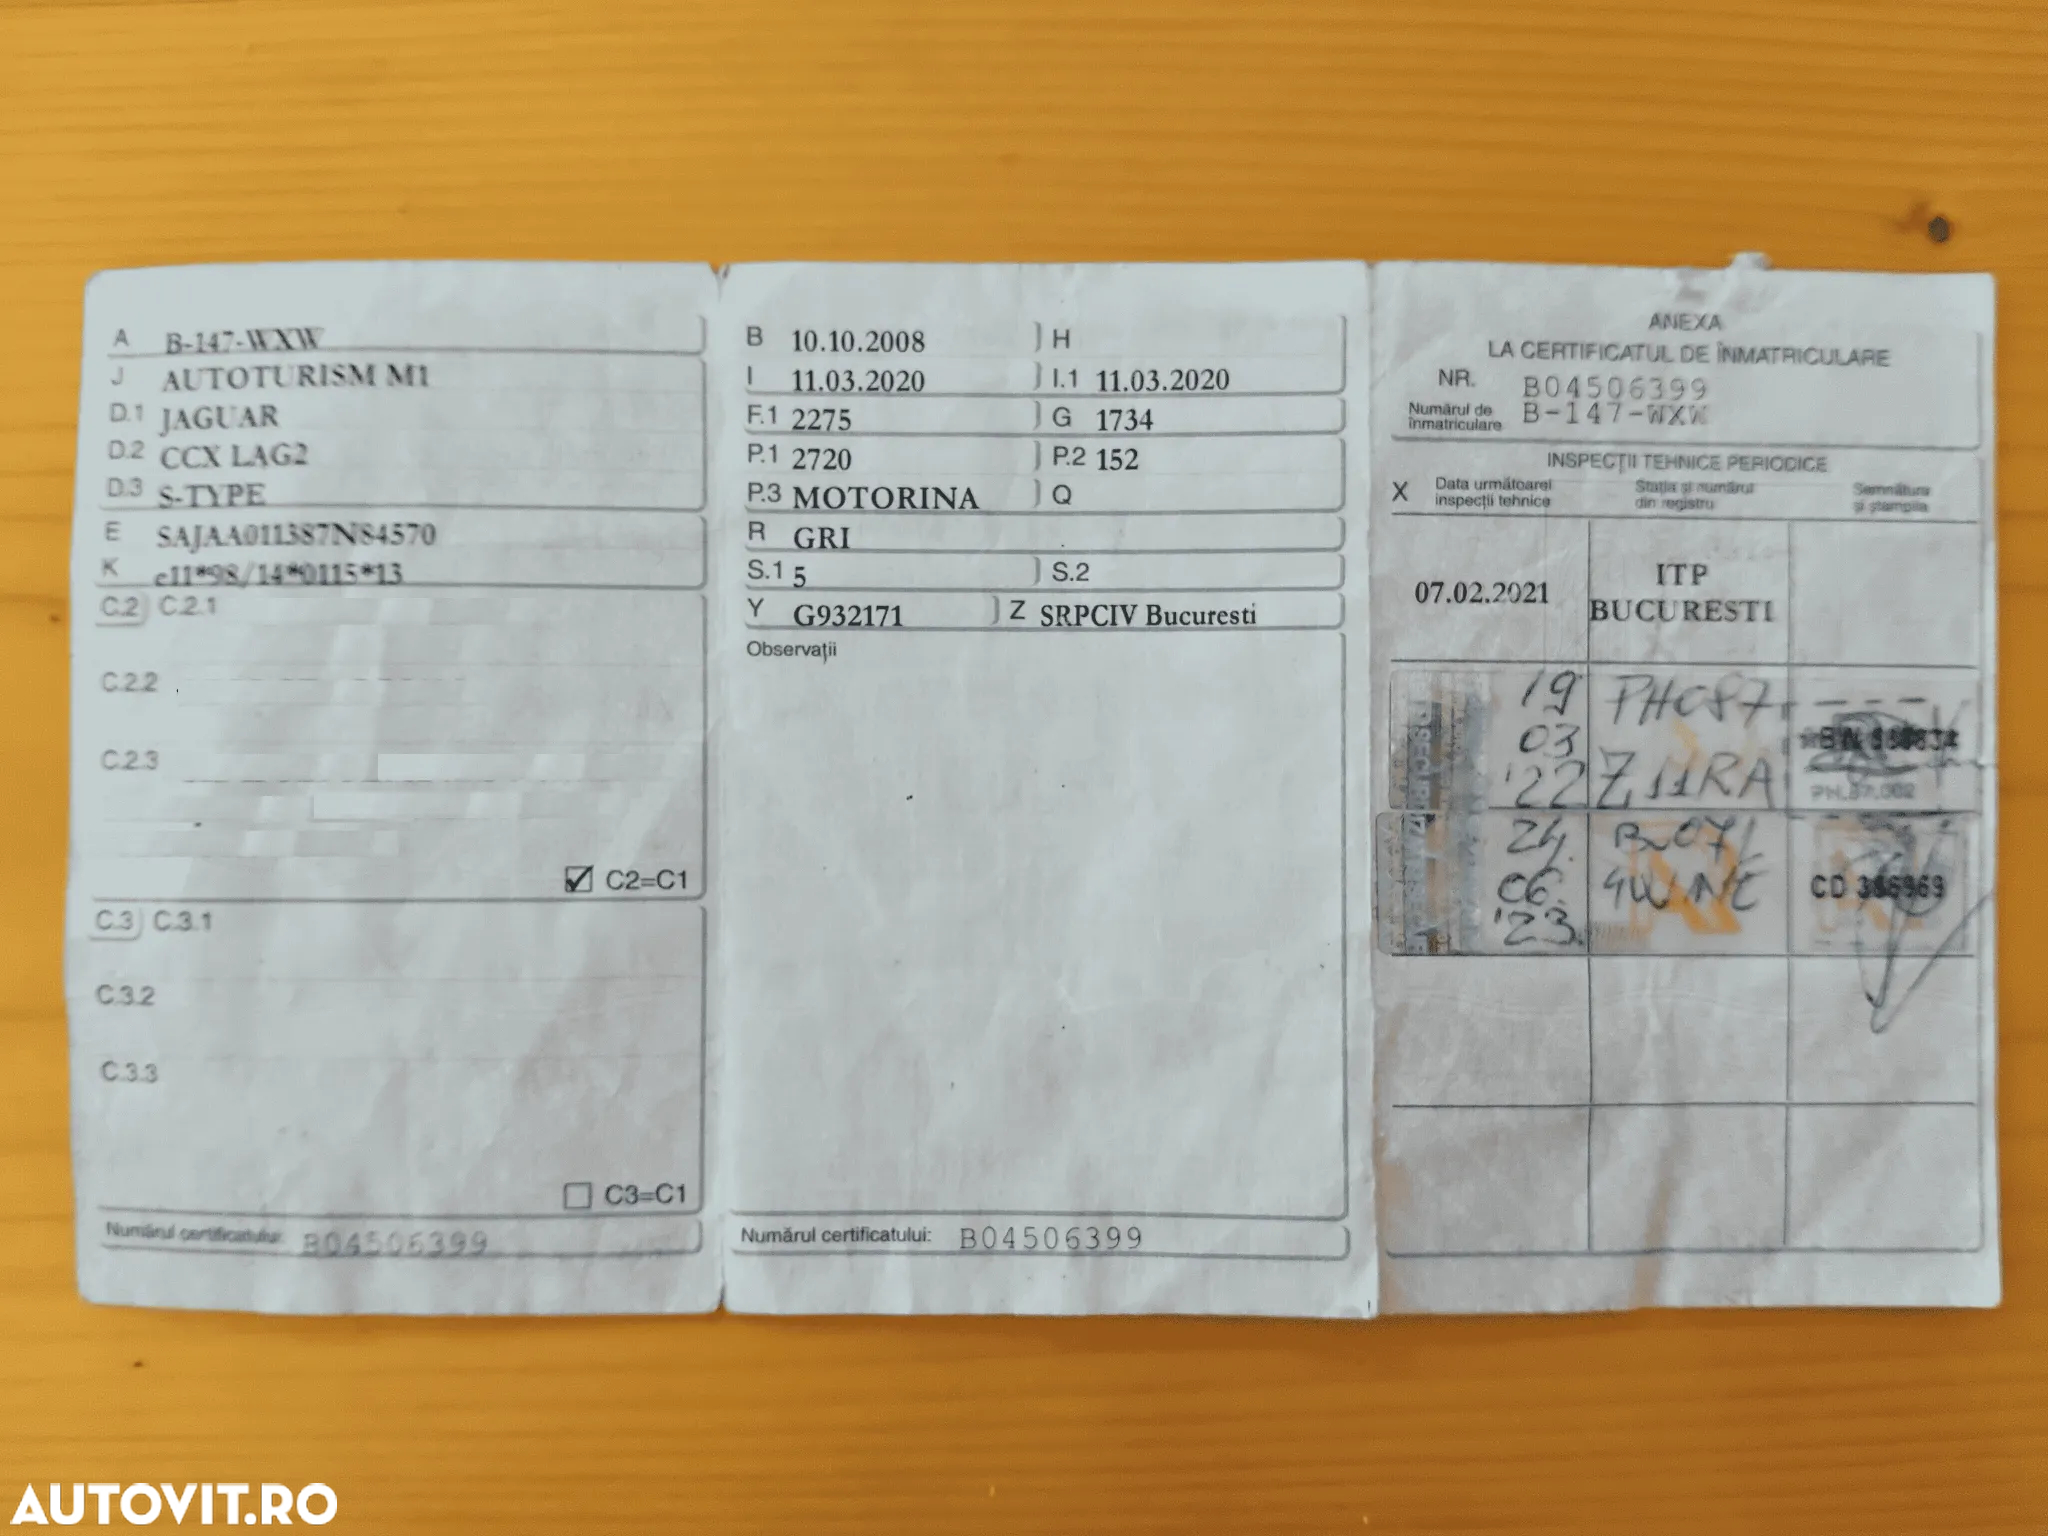 A B-147-WXW
J AUTOTURISM M1
D.1 JAGUAR
D.2 CCX LAG2
D.3 S-TYPE
E SAJAA011387N84570
K e11*98/14*0115*13
C.2 C.2.1
C.2.2
C.2.3
C2=C1
C.3 C.3.1
C.3.2
C.3.3
C3=C1
Numărul certificatului: B04506399
B 10.10.2008 H
I 11.03.2020 I.1 11.03.2020
F.1 2275 G 1734
P.1 2720 P.2 152
P.3 MOTORINA Q
R GRI
S.1 5 S.2
Y G932171 Z SRPCIV Bucuresti
Observații
Numărul certificatului: B04506399
ANEXA
LA CERTIFICATUL DE ÎNMATRICULARE
NR. B04506399
Numărul de înmatriculare B-147-WXW
INSPECȚII TEHNICE PERIODICE
X Data următoarei inspecții tehnice Stația și numărul din registru Semnătura și ștampila
07.02.2021 ITP BUCURESTI
19 03 '22 PH087
24. 06. '23. B071
CD
AUTOVIT.RO